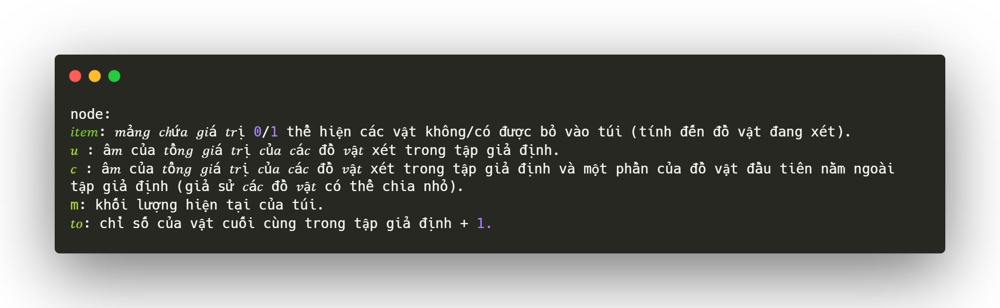 node:
item: mảng chứa giá trị 0/1 thể hiện các vật không/có được bỏ vào túi (tính đến đồ vật đang xét).
u : âm của tổng giá trị của các đồ vật xét trong tập giả định.
c : âm của tổng giá trị của các đồ vật xét trong tập giả định và một phần của đồ vật đầu tiên nằm ngoài
tập giả định (giả sử các đồ vật có thể chia nhỏ).
m: khối lượng hiện tại của túi.
to: chỉ số của vật cuối cùng trong tập giả định + 1.